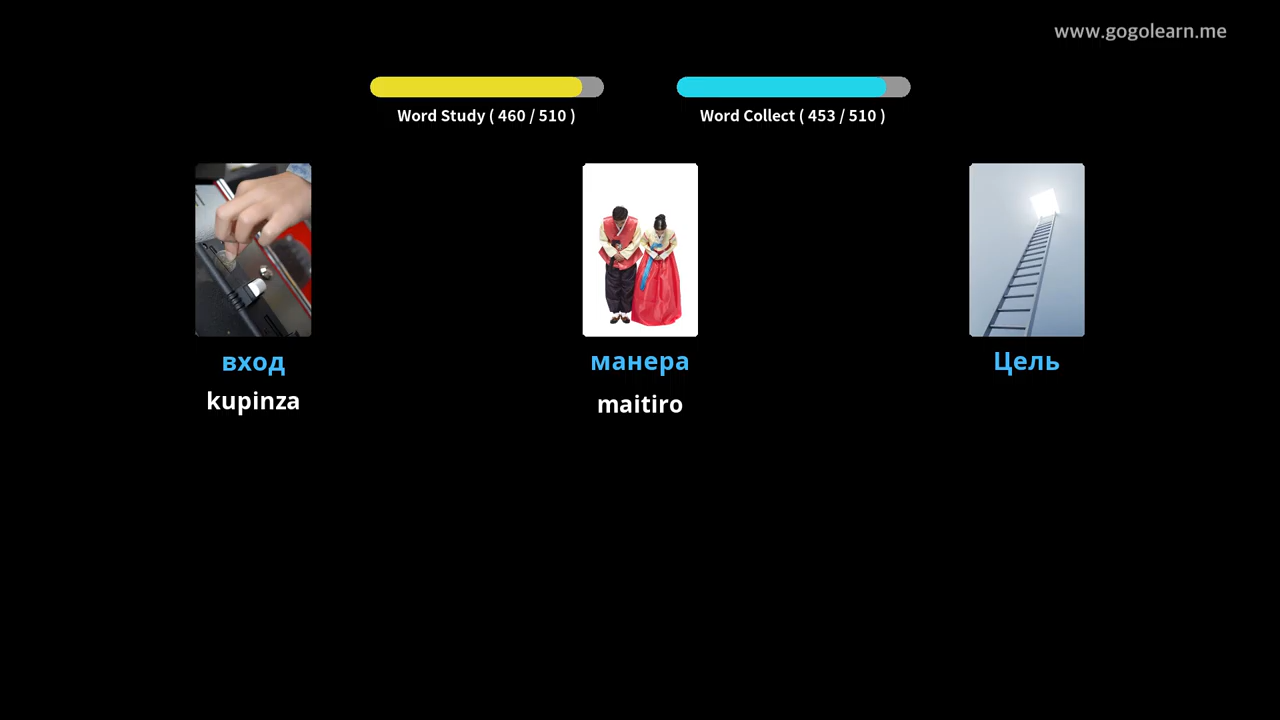 www.gogolearn.me
Word Study ( 460 / 510 )
Word Collect ( 453 / 510 )
вход
манера
Цель
kupinza
maitiro